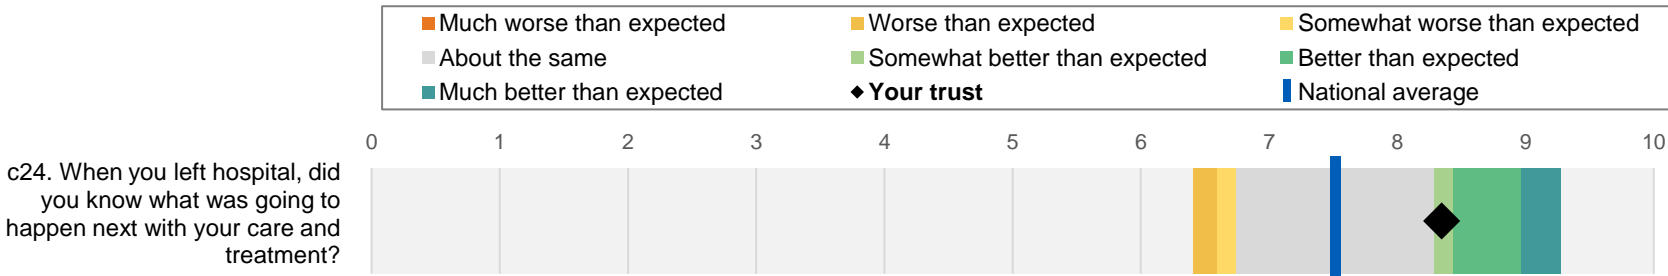 Much worse than expected Worse than expected Somewhat worse than expected
About the same Somewhat better than expected Better than expected
Much better than expected Your trust National average
0 1 2 3 4 5 6 7 8 9 10
c24. When you left hospital, did
you know what was going to
happen next with your care and
treatment?